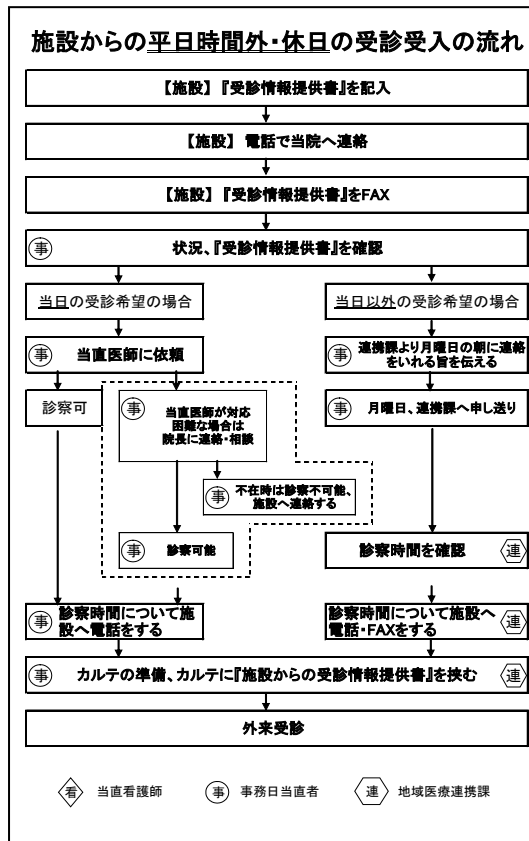 施設からの平日時間外・休日の受診受入の流れ
【施設】『受診情報提供書』を記入
【施設】 電話で当院へ連絡
【施設】『受診情報提供書』をFAX
事
状況、『受診情報提供書』を確認
当日の受診希望の場合
当日以外の受診希望の場合
事
当直医師に依頼
事
連携課より月曜日の朝に連絡
をいれる旨を伝える
診察可
事
当直医師が対応
困難な場合は
院長に連絡・相談
事
月曜日、連携課へ申し送り
事
不在時は診察不可能、
施設へ連絡する
事
診察可能
診察時間を確認
連
事
診察時間について施
設へ電話をする
診察時間について施設へ
電話・FAXをする
連
事
カルテの準備、カルテに『施設からの受診情報提供書』を挟む
連
外来受診
看
当直看護師
事
事務日当直者
連
地域医療連携課